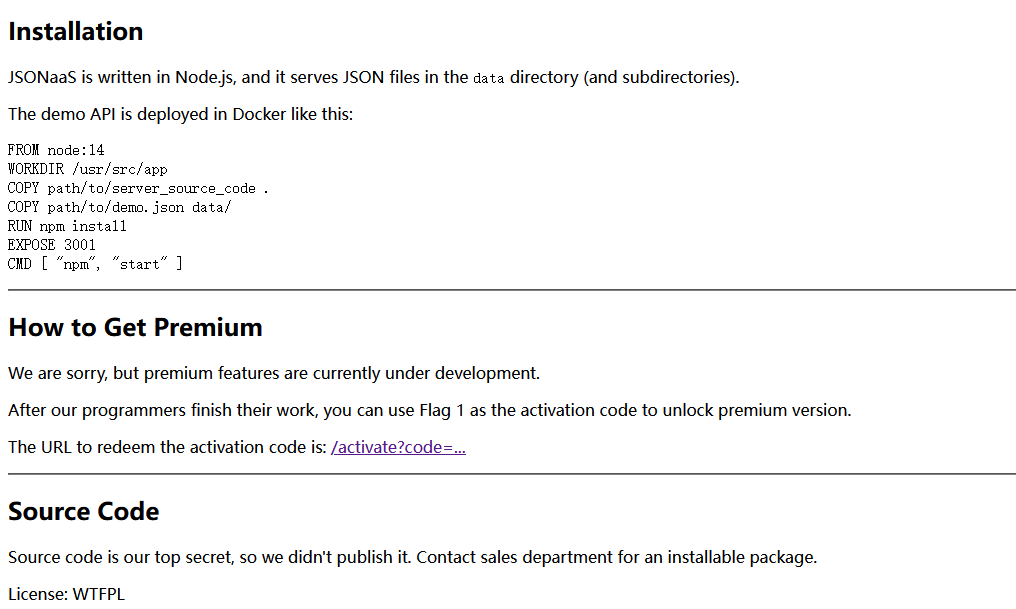 Installation
JSONaaS is written in Node.js, and it serves JSON files in the data directory (and subdirectories).
The demo API is deployed in Docker like this:
FROM node:14
WORKDIR /usr/src/app
COPY path/to/server_source_code .
COPY path/to/demo.json data/
RUN npm install
EXPOSE 3001
CMD [ "npm", "start" ]
How to Get Premium
We are sorry, but premium features are currently under development.
After our programmers finish their work, you can use Flag 1 as the activation code to unlock premium version.
The URL to redeem the activation code is: /activate?code=...
Source Code
Source code is our top secret, so we didn't publish it. Contact sales department for an installable package.
License: WTFPL